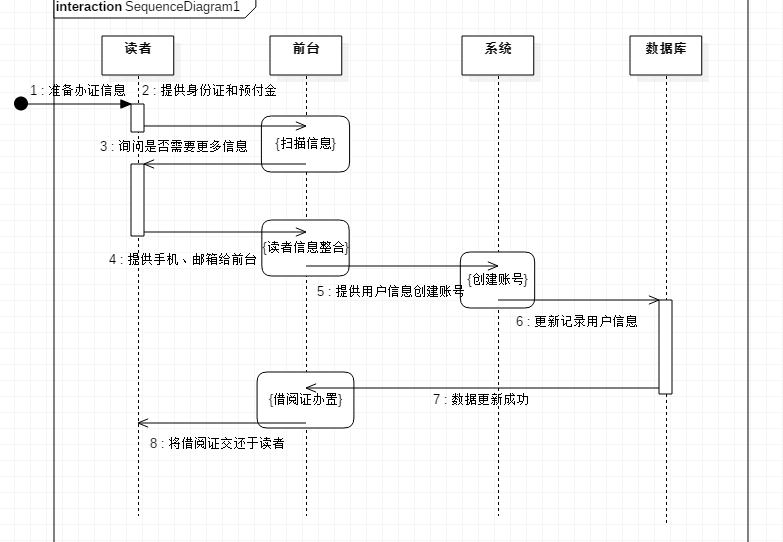 interaction SequenceDiagram1
读者
前台
系统
数据库
1 : 准备办证信息
2 : 提供身份证和预付金
{扫描信息}
3 : 询问是否需要更多信息
{读者信息整合}
4 : 提供手机、邮箱给前台
{创建账号}
5 : 提供用户信息创建账号
6 : 更新记录用户信息
{借阅证办置}
7 : 数据更新成功
8 : 将借阅证交还于读者